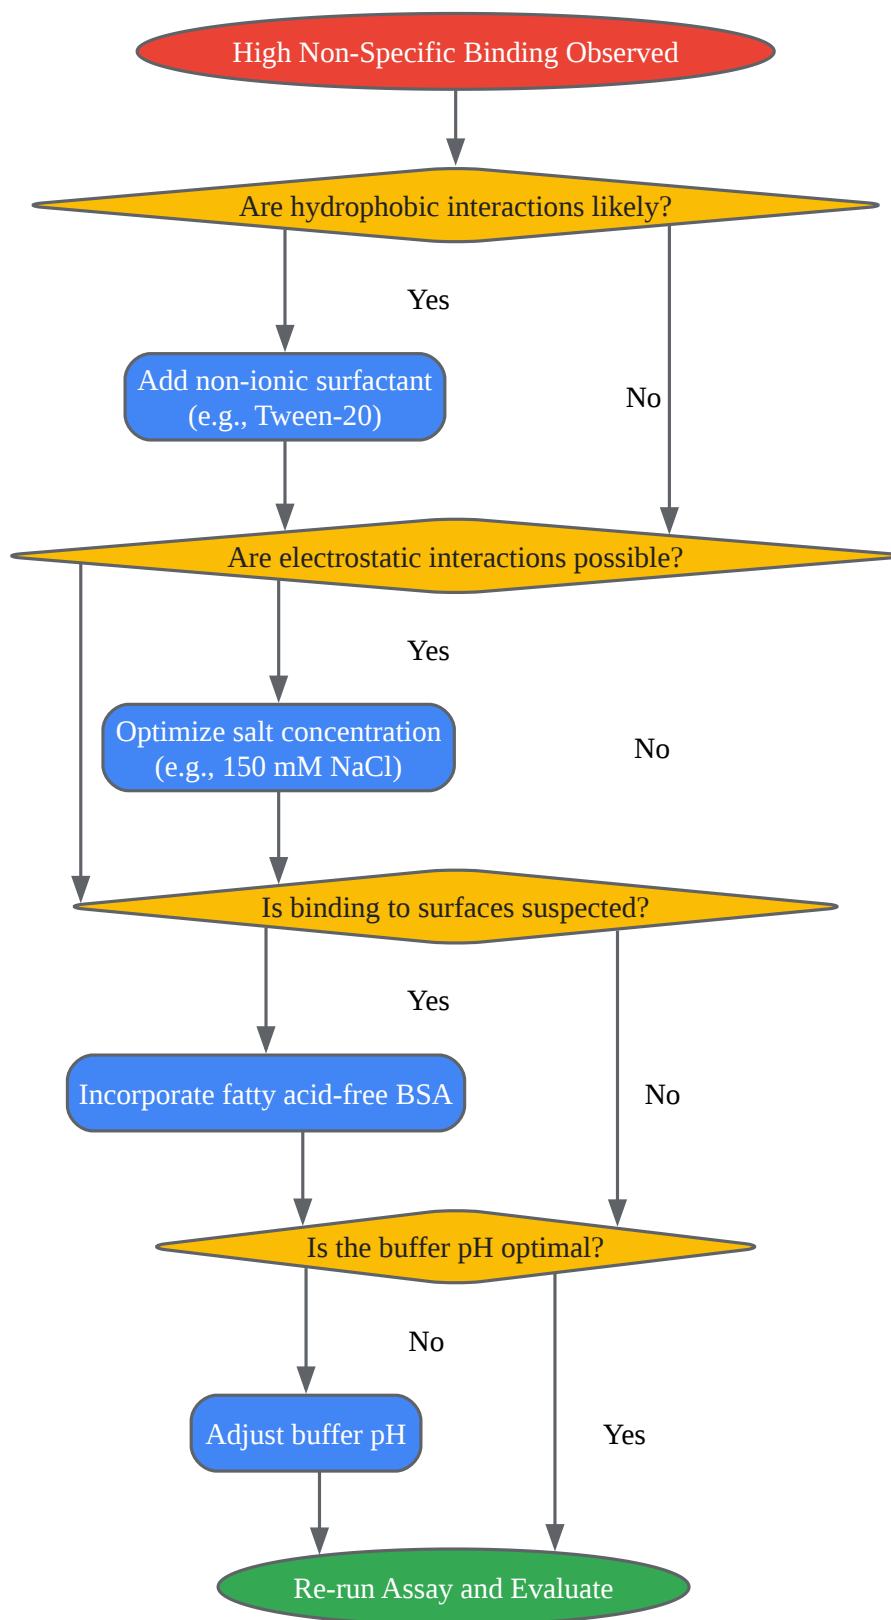 High Non-Specific Binding Observed
Are hydrophobic interactions likely?
Yes
Add non-ionic surfactant
(e.g., Tween-20)
No
Are electrostatic interactions possible?
Yes
Optimize salt concentration
(e.g., 150 mM NaCl)
No
Is binding to surfaces suspected?
Yes
Incorporate fatty acid-free BSA
No
Is the buffer pH optimal?
No
Adjust buffer pH
Yes
Re-run Assay and Evaluate